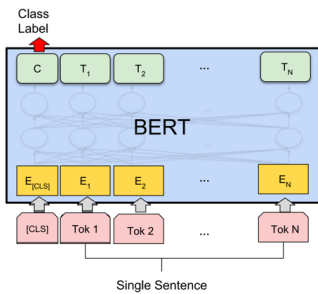 Class
Label
C T1 T2 ... TN
...
BERT
...
E[CLS] E1 E2 ... EN
[CLS] Tok 1 Tok 2 ... Tok N
Single Sentence